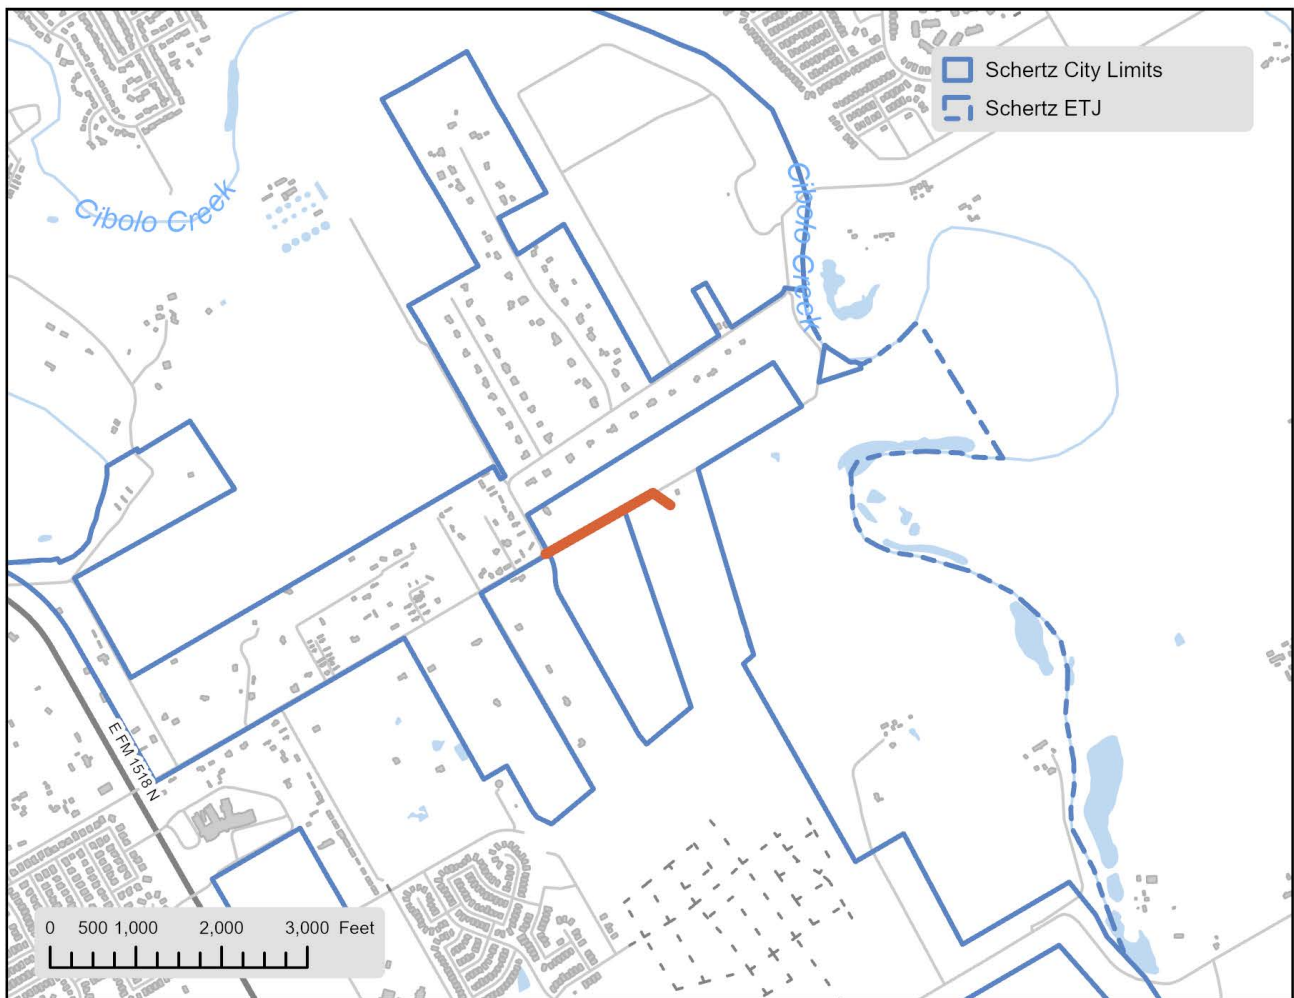 Schertz City Limits
Schertz ETJ
Cibolo Creek
Cibolo Creek
E FM 1518 N
0 500 1,000 2,000 3,000 Feet